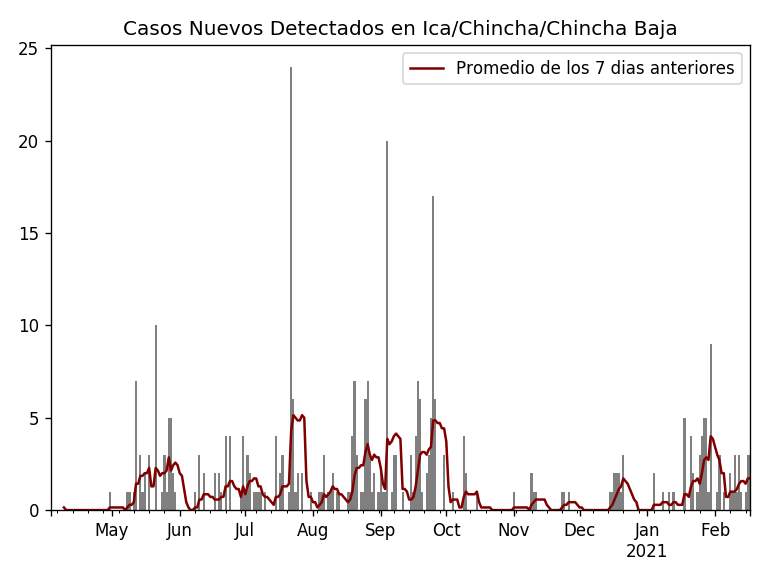 Casos Nuevos Detectados en Ica/Chincha/Chincha Baja
Promedio de los 7 dias anteriores
25
20
15
10
5
0
May Jun Jul Aug Sep Oct Nov Dec Jan Feb
2021